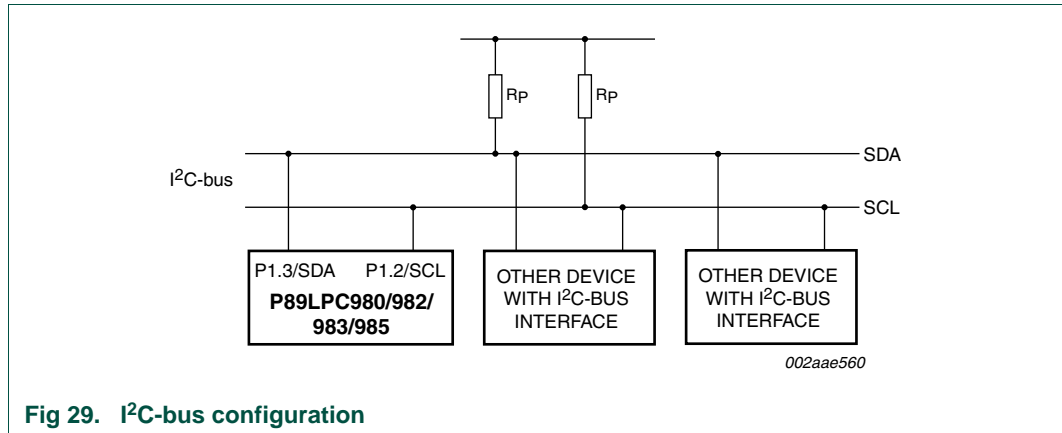 RP RP
SDA
I2C-bus
SCL
P1.3/SDA P1.2/SCL
P89LPC980/982/
983/985
OTHER DEVICE
WITH I2C-BUS
INTERFACE
OTHER DEVICE
WITH I2C-BUS
INTERFACE
002aae560
Fig 29. I2C-bus configuration